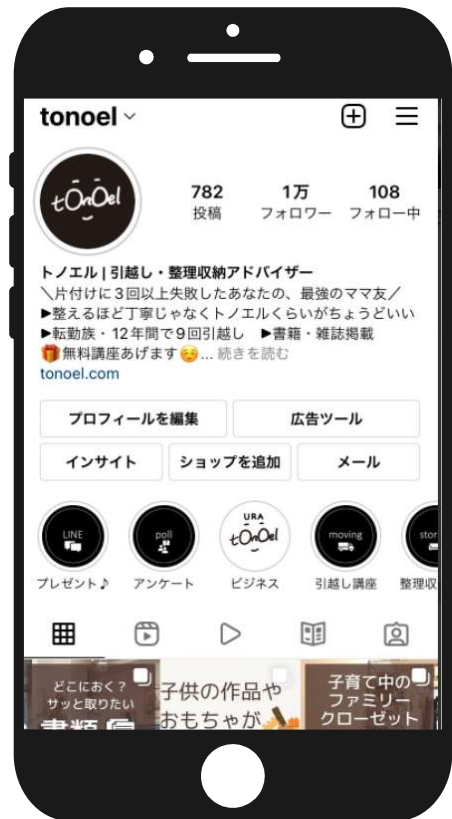 tonoel
tOnOel
782 1万 108
投稿 フォロワー フォロー中
トノエル | 引越し・整理収納アドバイザー
＼片付けに3回以上失敗したあなたの、最強のママ友／
▶整えるほど丁寧じゃなくトノエルくらいがちょうどいい
▶転勤族・12年間で9回引越し ▶書籍・雑誌掲載
🎁無料講座あげます☺️... 続きを読む
tonoel.com
プロフィールを編集 広告ツール
インサイト ショップを追加 メール
LINE poll URA tOnOel moving stor
プレゼント♪ アンケート ビジネス 引越し講座 整理収
どこにおく？
サッと取りたい
書類
子供の作品や
おもちゃが
子育て中の
ファミリー
クローゼット